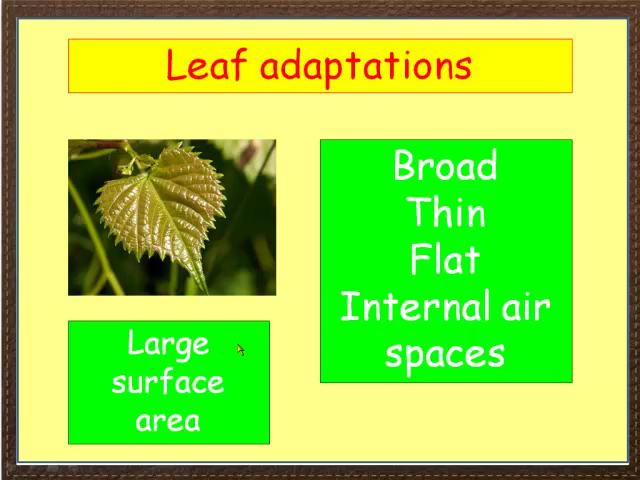 Leaf adaptations
Broad
Thin
Flat
Internal air
spaces
Large
surface
area